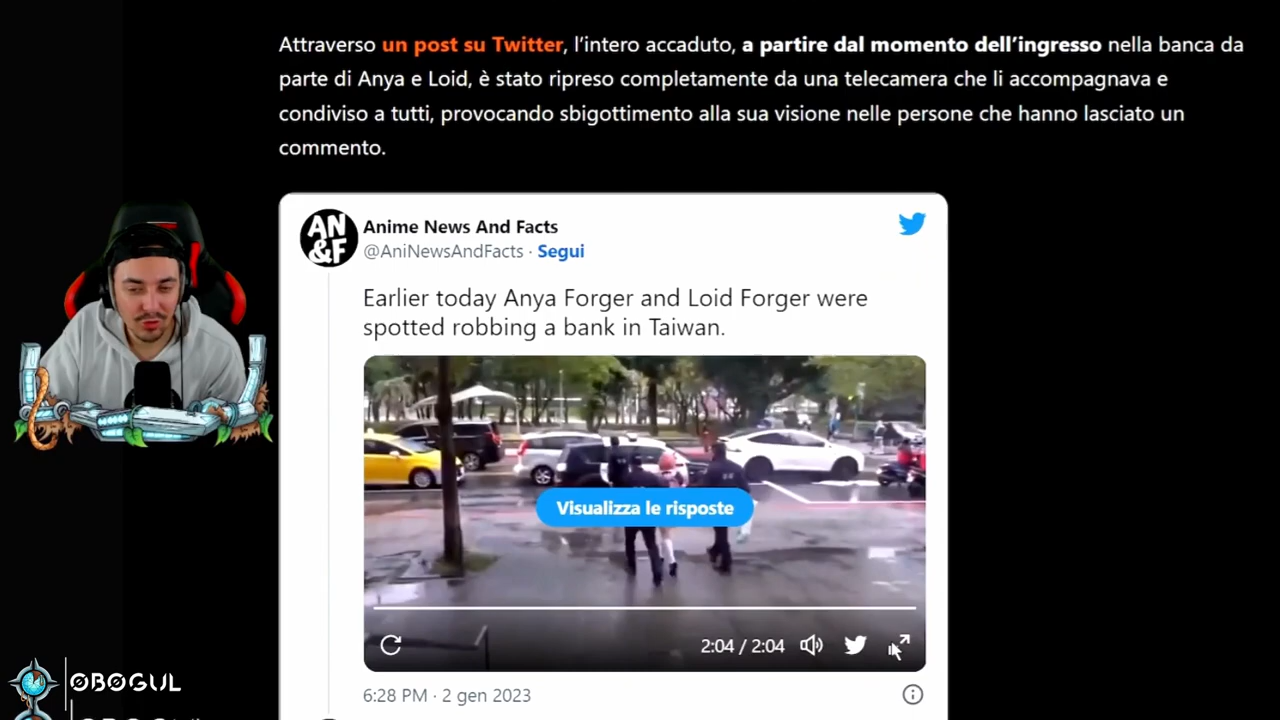 Attraverso un post su Twitter, l’intero accaduto, a partire dal momento dell’ingresso nella banca da
parte di Anya e Loid, è stato ripreso completamente da una telecamera che li accompagnava e
condiviso a tutti, provocando sbigottimento alla sua visione nelle persone che hanno lasciato un
commento.
AN
&F
Anime News And Facts
@AniNewsAndFacts · Segui
Earlier today Anya Forger and Loid Forger were
spotted robbing a bank in Taiwan.
Visualizza le risposte
2:04 / 2:04
6:28 PM · 2 gen 2023
ØBØGUL